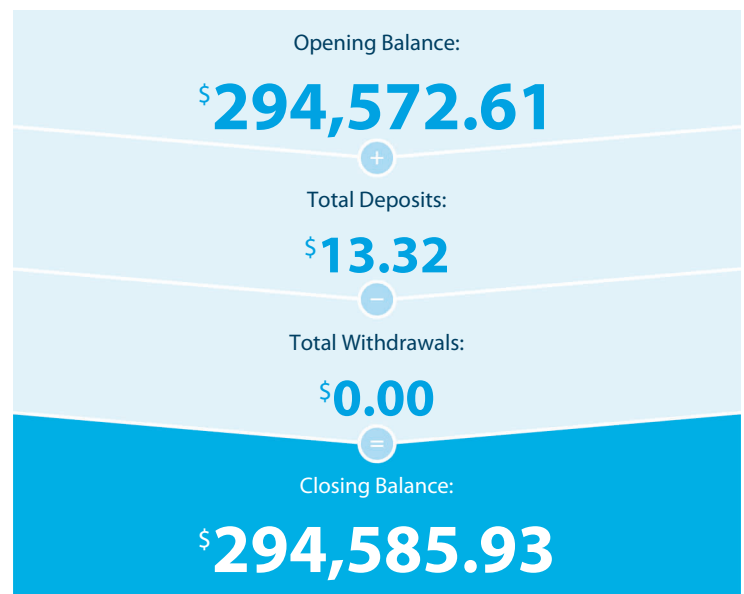 Opening Balance:
$294,572.61
+
Total Deposits:
$13.32
−
Total Withdrawals:
$0.00
=
Closing Balance:
$294,585.93